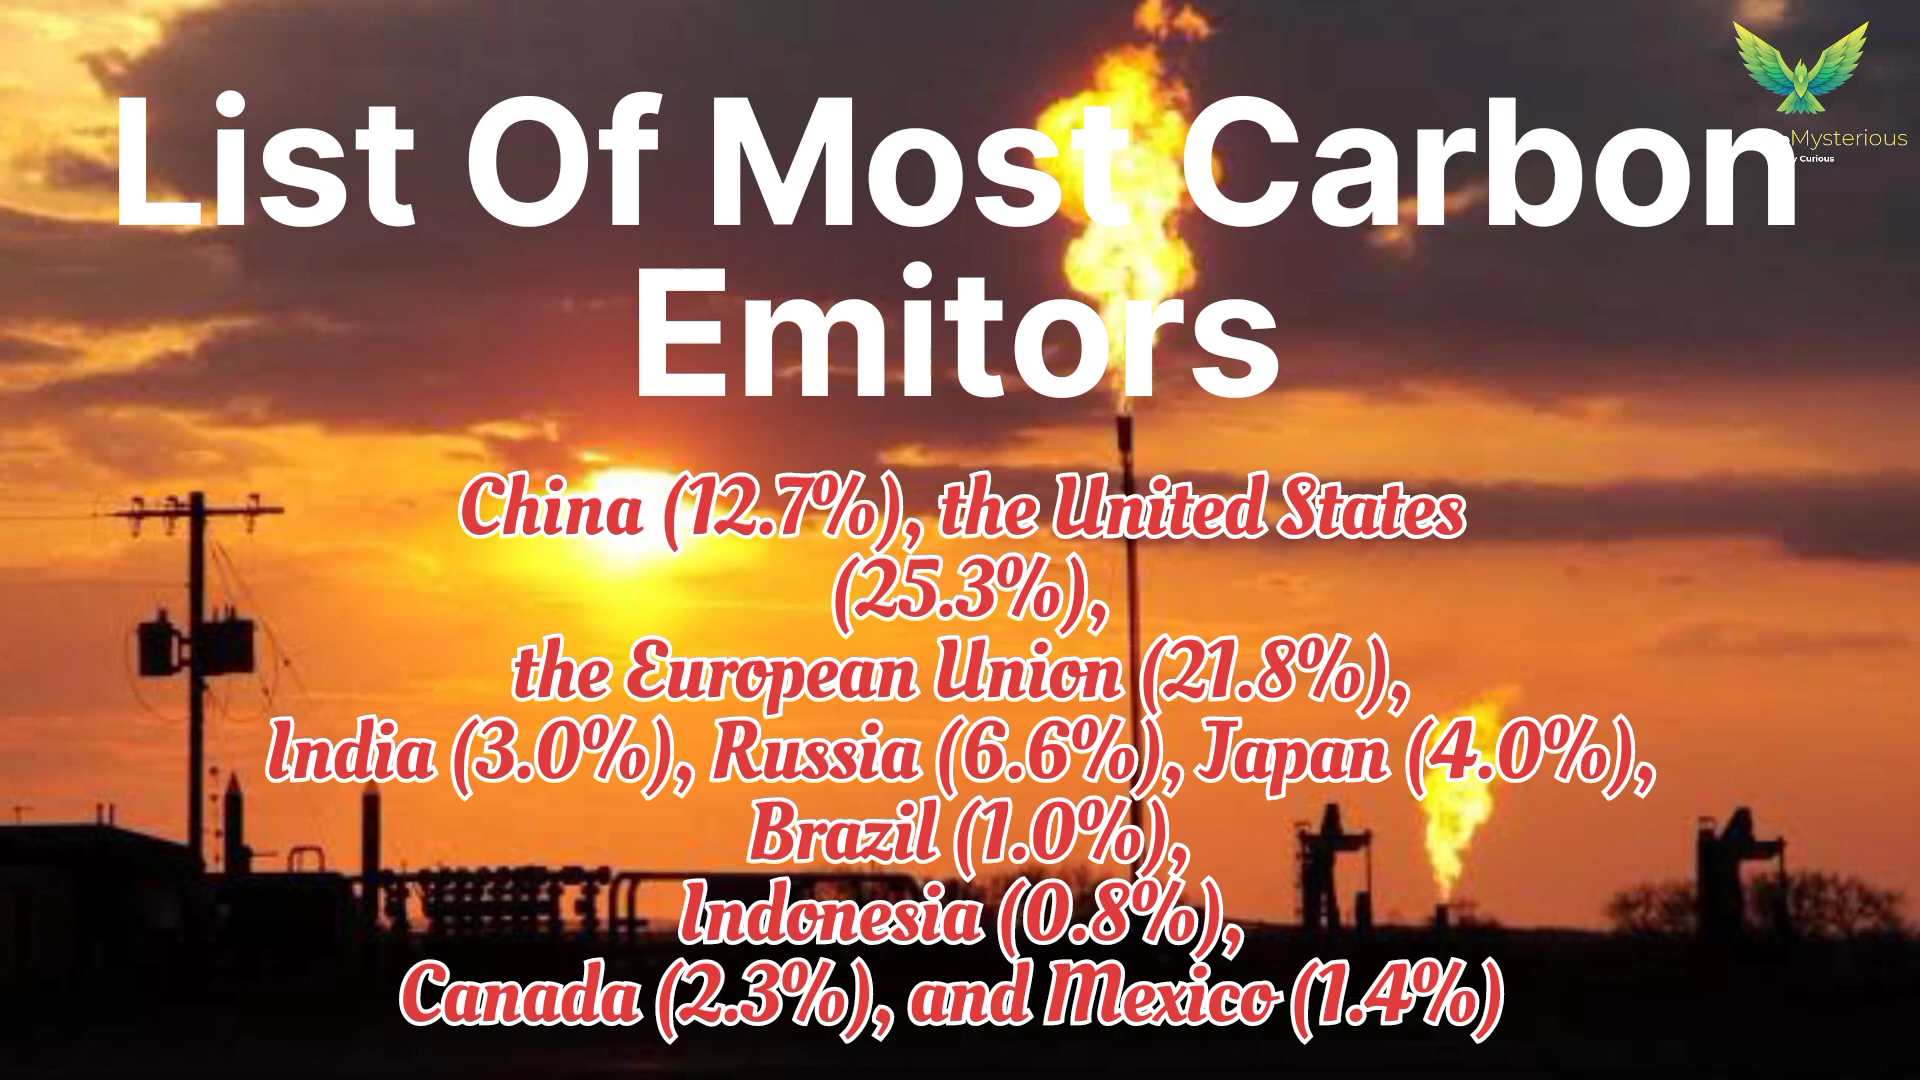 List Of Most Carbon
Emitors
Mysterious
Curious
China (12.7%), the United States
(25.3%),
the European Union (21.8%),
India (3.0%), Russia (6.6%), Japan (4.0%),
Brazil (1.0%),
Indonesia (0.8%),
Canada (2.3%), and Mexico (1.4%)